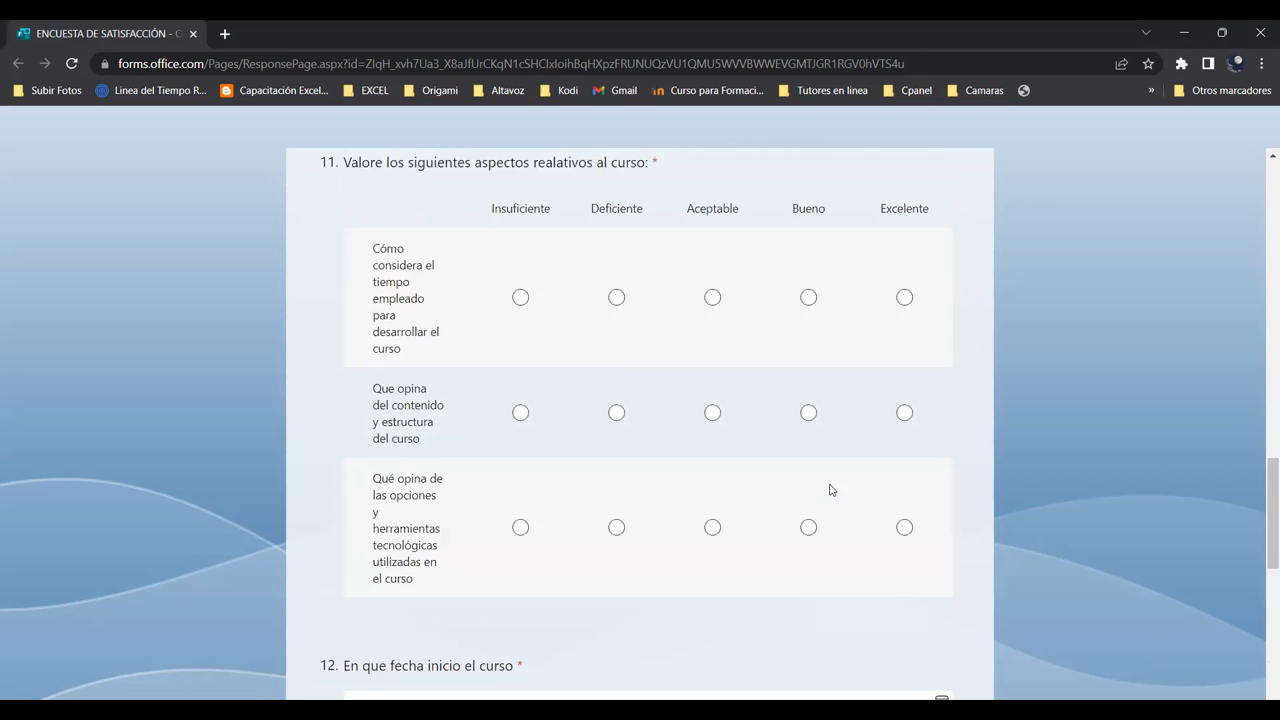 ENCUESTA DE SATISFACCIÓN -
forms.office.com/Pages/ResponsePage.aspx?id=ZIqH_xvh7Ua3_X8aJfUrCKqN1cSHCIxIoihBqHXpzFRUNUQzVU1QMU5WVVBWWEVGMTJGR1RGV0hVTS4u
Subir Fotos Linea del Tiempo R... Capacitación Excel... EXCEL Origami Altavoz Kodi Gmail Curso para Formaci... Tutores en linea Cpanel Camaras » Otros marcadores
11. Valore los siguientes aspectos realativos al curso: *
Insuficiente Deficiente Aceptable Bueno Excelente
Cómo
considera el
tiempo
empleado
para
desarrollar el
curso
Que opina
del contenido
y estructura
del curso
Qué opina de
las opciones
y
herramientas
tecnológicas
utilizadas en
el curso
12. En que fecha inicio el curso *